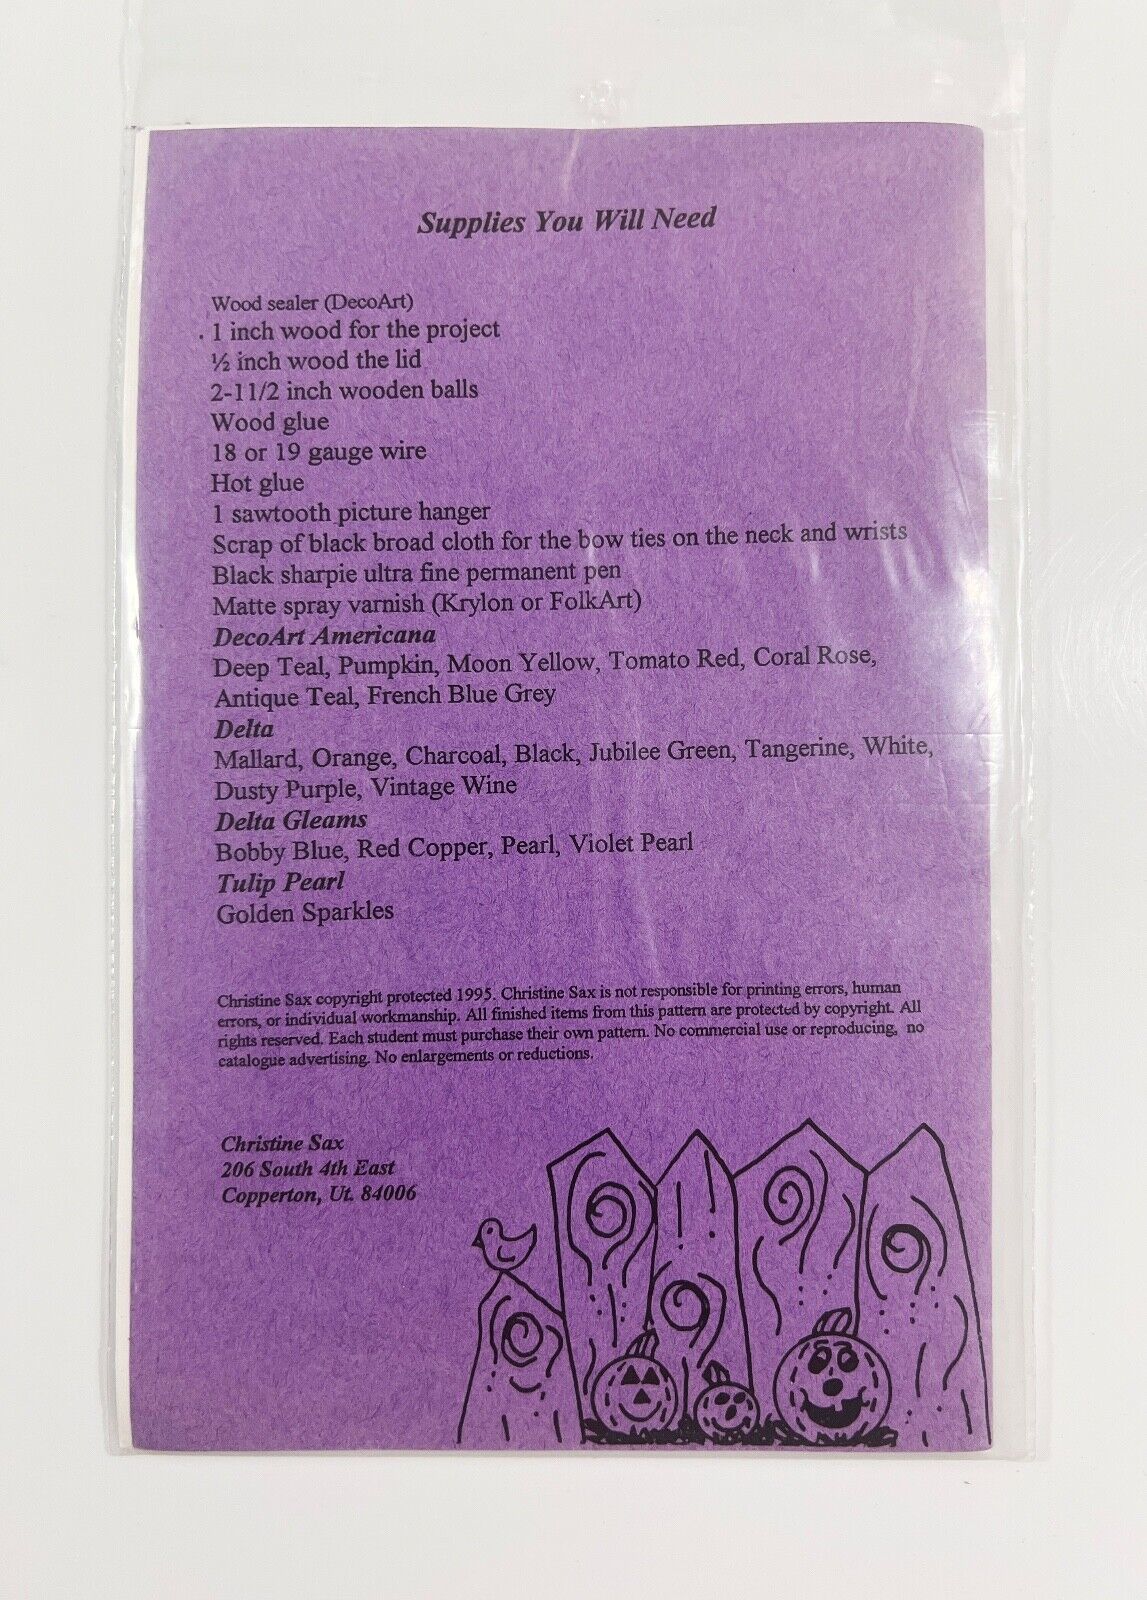 Supplies You Will Need
Wood sealer (DecoArt)
. 1 inch wood for the project
½ inch wood the lid
2-11/2 inch wooden balls
Wood glue
18 or 19 gauge wire
Hot glue
1 sawtooth picture hanger
Scrap of black broad cloth for the bow ties on the neck and wrists
Black sharpie ultra fine permanent pen
Matte spray varnish (Krylon or FolkArt)
DecoArt Americana
Deep Teal, Pumpkin, Moon Yellow, Tomato Red, Coral Rose,
Antique Teal, French Blue Grey
Delta
Mallard, Orange, Charcoal, Black, Jubilee Green, Tangerine, White,
Dusty Purple, Vintage Wine
Delta Gleams
Bobby Blue, Red Copper, Pearl, Violet Pearl
Tulip Pearl
Golden Sparkles
Christine Sax copyright protected 1995. Christine Sax is not responsible for printing errors, human
errors, or individual workmanship. All finished items from this pattern are protected by copyright. All
rights reserved. Each student must purchase their own pattern. No commercial use or reproducing, no
catalogue advertising. No enlargements or reductions.
Christine Sax
206 South 4th East
Copperton, Ut. 84006